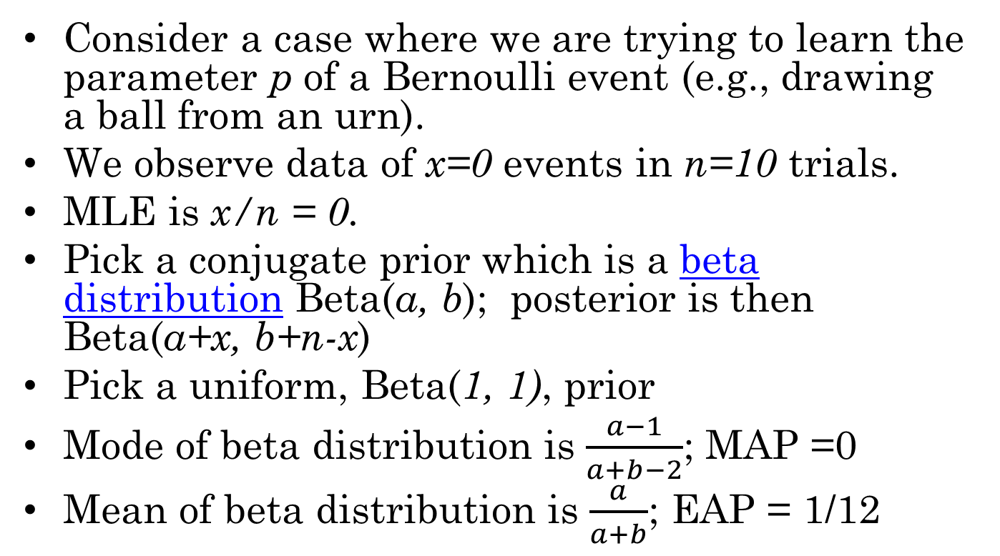 • Consider a case where we are trying to learn the
parameter p of a Bernoulli event (e.g., drawing
a ball from an urn).
• We observe data of x=0 events in n=10 trials.
• MLE is x/n = 0.
• Pick a conjugate prior which is a beta
distribution Beta(a, b);  posterior is then
Beta(a+x, b+n-x)
• Pick a uniform, Beta(1, 1), prior
• Mode of beta distribution is \frac{a−1}{a+b−2}; MAP =0
• Mean of beta distribution is \frac{a}{a+b}; EAP = 1/12